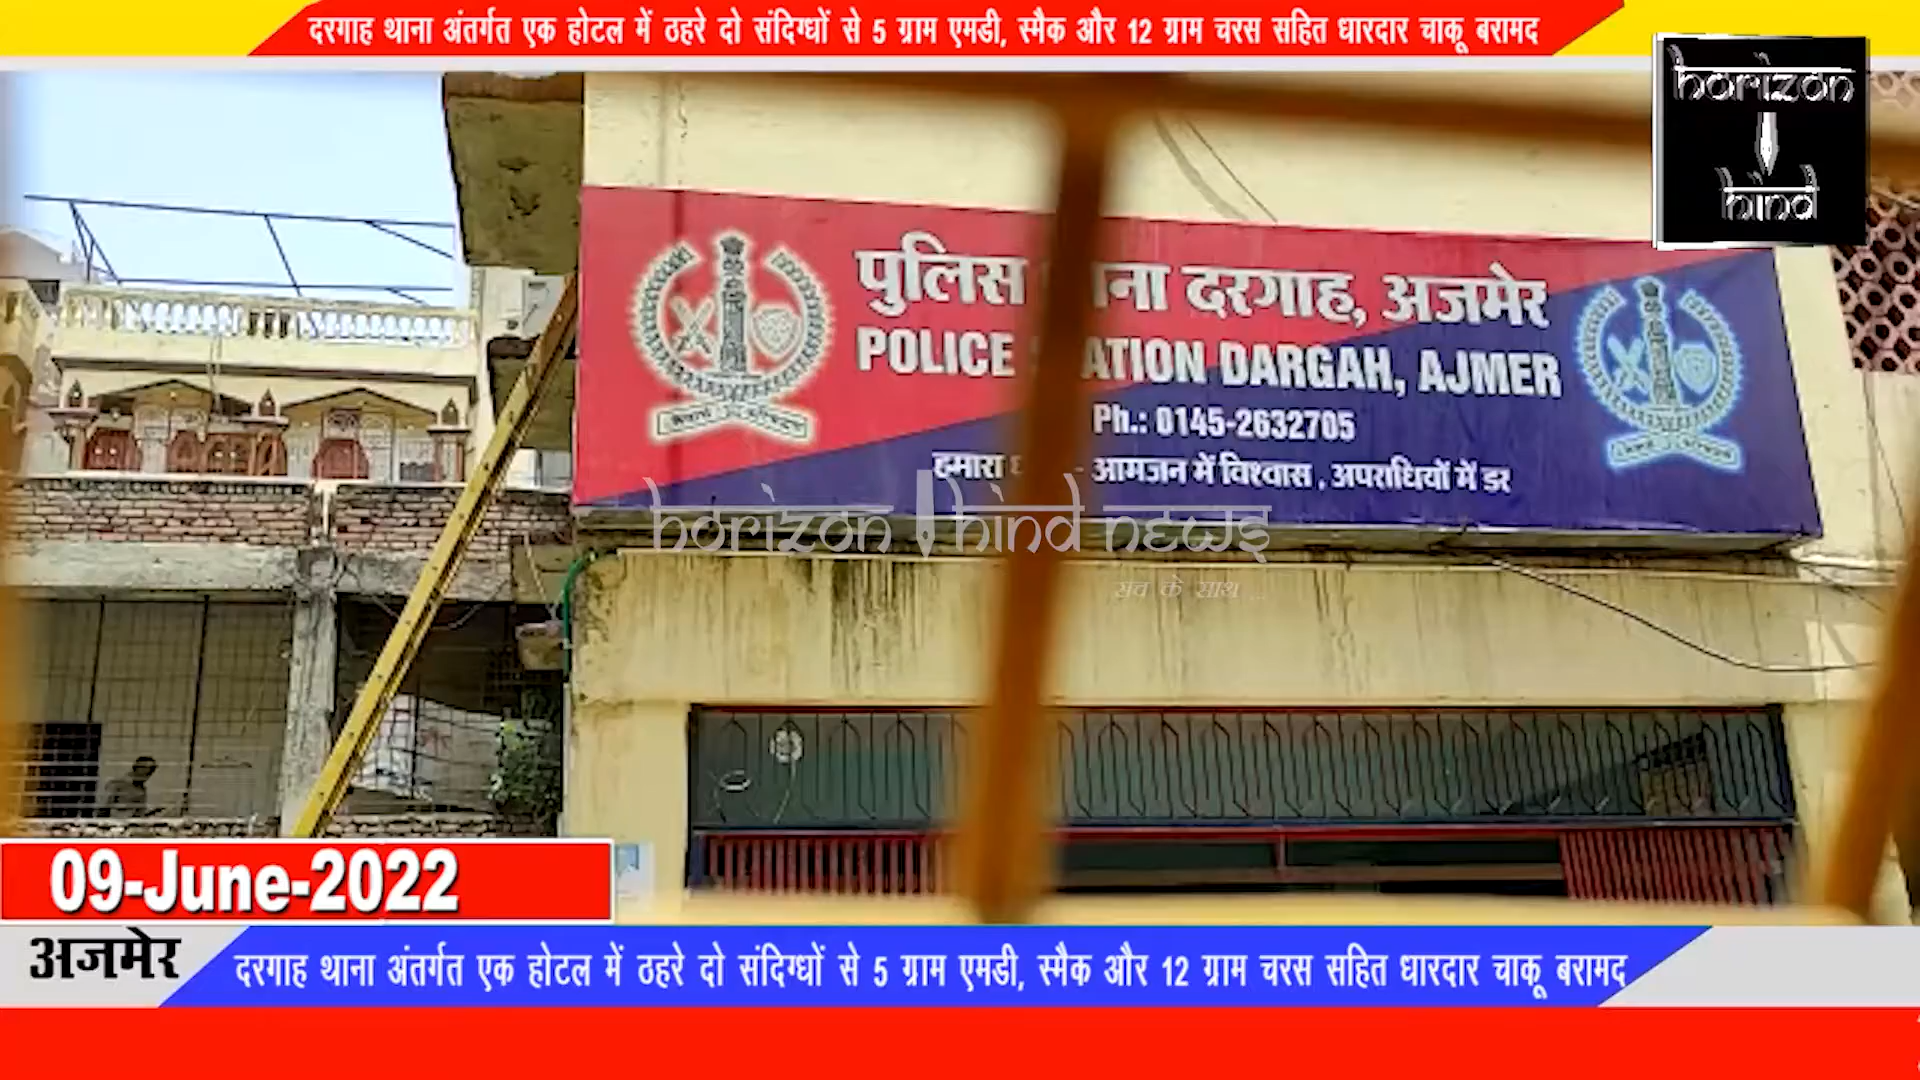 दरगाह थाना अंतर्गत एक होटल में ठहरे दो संदिग्धों से 5 ग्राम एमडी, स्मैक और 12 ग्राम चरस सहित धारदार चाकू बरामद
horizon
hind
पुलिस ना दरगाह, अजमेर
POLICE S ATION DARGAH, AJMER
Ph.: 0145-2632705
हमारा - आमजन में विश्वास, अपराधियों में डर
horizon hind news
सच के साथ ...
09-June-2022
अजमेर
दरगाह थाना अंतर्गत एक होटल में ठहरे दो संदिग्धों से 5 ग्राम एमडी, स्मैक और 12 ग्राम चरस सहित धारदार चाकू बरामद